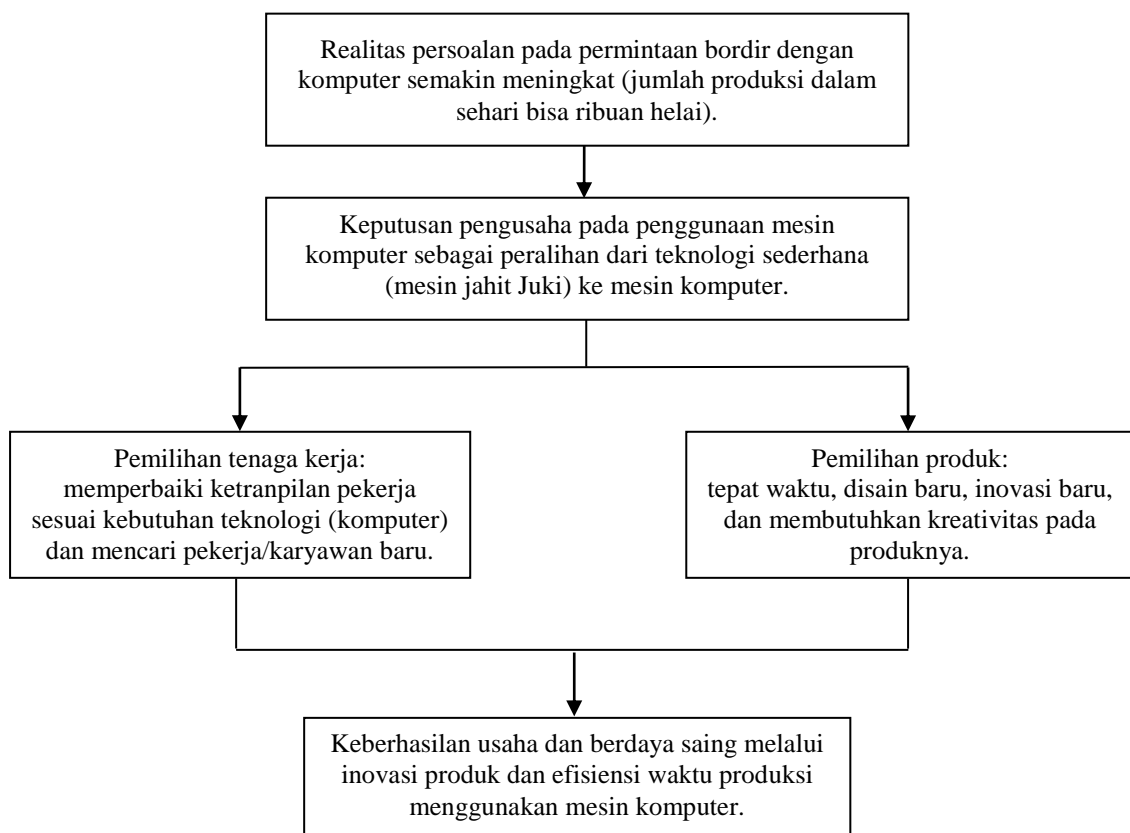 Realitas persoalan pada permintaan bordir dengan
komputer semakin meningkat (jumlah produksi dalam
sehari bisa ribuan helai).
Keputusan pengusaha pada penggunaan mesin
komputer sebagai peralihan dari teknologi sederhana
(mesin jahit Juki) ke mesin komputer.
Pemilihan tenaga kerja:
memperbaiki ketranpilan pekerja
sesuai kebutuhan teknologi (komputer)
dan mencari pekerja/karyawan baru.
Pemilihan produk:
tepat waktu, disain baru, inovasi baru,
dan membutuhkan kreativitas pada
produknya.
Keberhasilan usaha dan berdaya saing melalui
inovasi produk dan efisiensi waktu produksi
menggunakan mesin komputer.